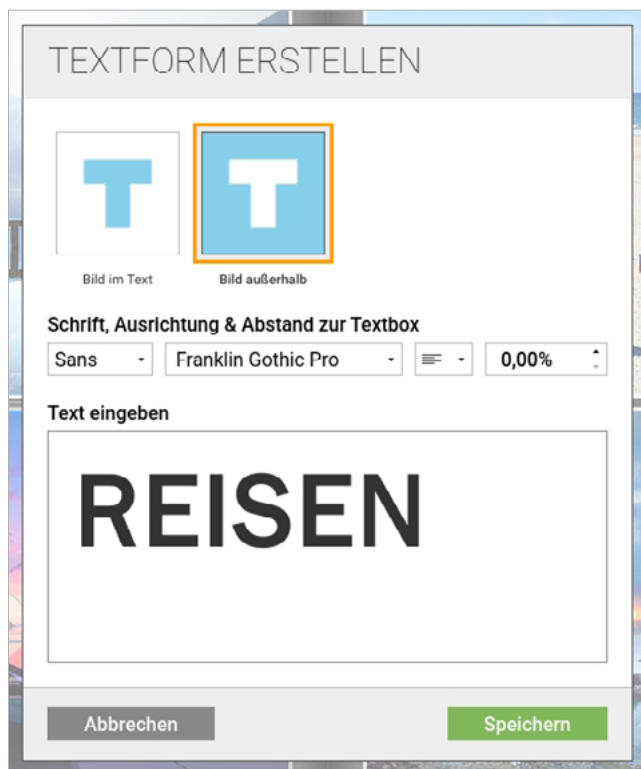 TEXTFORM ERSTELLEN
T T
Bild im Text Bild außerhalb
Schrift, Ausrichtung & Abstand zur Textbox
Sans Franklin Gothic Pro 0,00%
Text eingeben
REISEN
Abbrechen Speichern